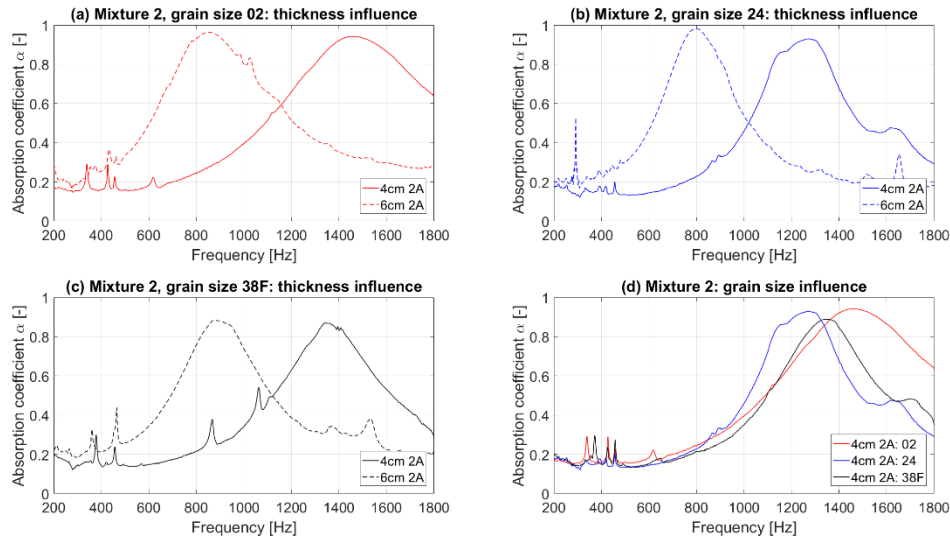 (a) Mixture 2, grain size 02: thickness influence
Absorption coefficient α [-]
1
0.8
0.6
0.4
0.2
0
200 400 600 800 1000 1200 1400 1600 1800
Frequency [Hz]
4cm 2A
6cm 2A
(b) Mixture 2, grain size 24: thickness influence
Absorption coefficient α [-]
1
0.8
0.6
0.4
0.2
0
200 400 600 800 1000 1200 1400 1600 1800
Frequency [Hz]
4cm 2A
6cm 2A
(c) Mixture 2, grain size 38F: thickness influence
Absorption coefficient α [-]
1
0.8
0.6
0.4
0.2
0
200 400 600 800 1000 1200 1400 1600 1800
Frequency [Hz]
4cm 2A
6cm 2A
(d) Mixture 2: grain size influence
Absorption coefficient α [-]
1
0.8
0.6
0.4
0.2
0
200 400 600 800 1000 1200 1400 1600 1800
Frequency [Hz]
4cm 2A: 02
4cm 2A: 24
4cm 2A: 38F